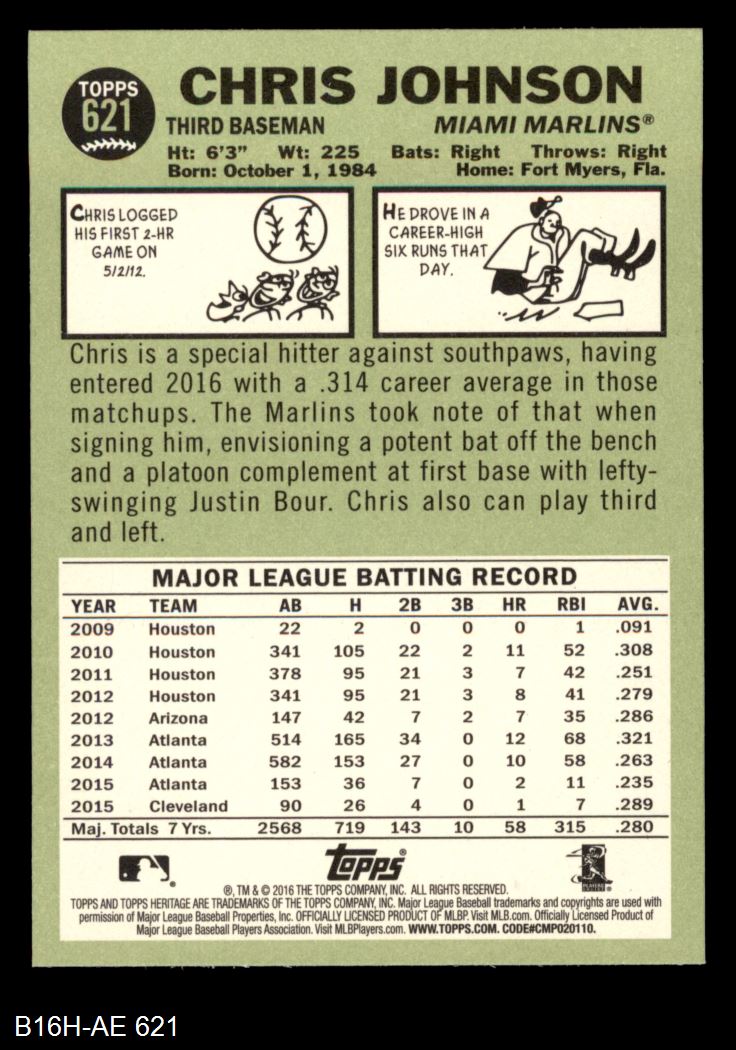 TOPPS
621
CHRIS JOHNSON
THIRD BASEMAN MIAMI MARLINS®
Ht: 6'3" Wt: 225 Bats: Right Throws: Right
Born: October 1, 1984 Home: Fort Myers, Fla.
CHRIS LOGGED
HIS FIRST 2-HR
GAME ON
5/2/12.
HE DROVE IN A
CAREER-HIGH
SIX RUNS THAT
DAY.
Chris is a special hitter against southpaws, having
entered 2016 with a .314 career average in those
matchups. The Marlins took note of that when
signing him, envisioning a potent bat off the bench
and a platoon complement at first base with lefty-
swinging Justin Bour. Chris also can play third
and left.
MAJOR LEAGUE BATTING RECORD
YEAR TEAM AB H 2B 3B HR RBI AVG.
2009 Houston 22 2 0 0 0 1 .091
2010 Houston 341 105 22 2 11 52 .308
2011 Houston 378 95 21 3 7 42 .251
2012 Houston 341 95 21 3 8 41 .279
2012 Arizona 147 42 7 2 7 35 .286
2013 Atlanta 514 165 34 0 12 68 .321
2014 Atlanta 582 153 27 0 10 58 .263
2015 Atlanta 153 36 7 0 2 11 .235
2015 Cleveland 90 26 4 0 1 7 .289
Maj. Totals 7 Yrs. 2568 719 143 10 58 315 .280
Topps®
®, TM & © 2016 THE TOPPS COMPANY, INC. ALL RIGHTS RESERVED.
TOPPS AND TOPPS HERITAGE ARE TRADEMARKS OF THE TOPPS COMPANY, INC. Major League Baseball trademarks and copyrights are used with
permission of Major League Baseball Properties, Inc. OFFICIALLY LICENSED PRODUCT OF MLBP. Visit MLB.com. Officially Licensed Product of
Major League Baseball Players Association. Visit MLBPlayers.com. WWW.TOPPS.COM. CODE#CMP020110.
B16H-AE 621